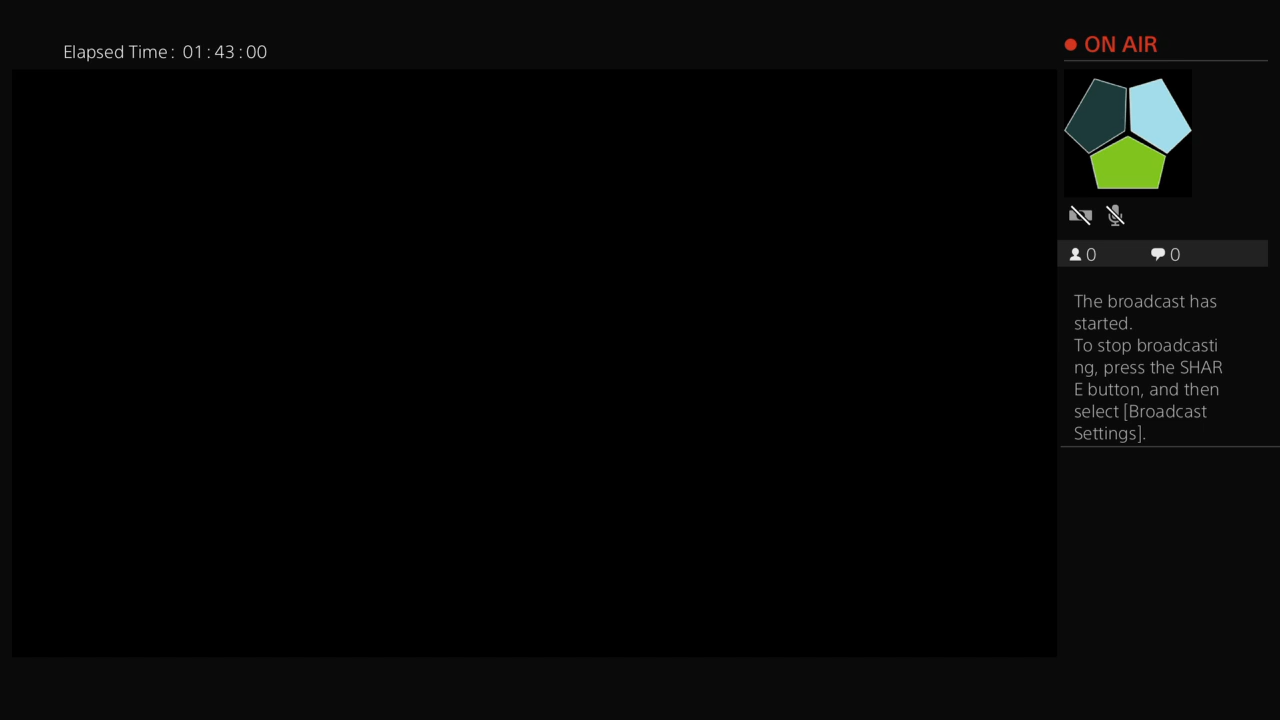 Elapsed Time: 01:43:00
ON AIR
0
0
The broadcast has
started.
To stop broadcasti
ng, press the SHAR
E button, and then
select [Broadcast
Settings].